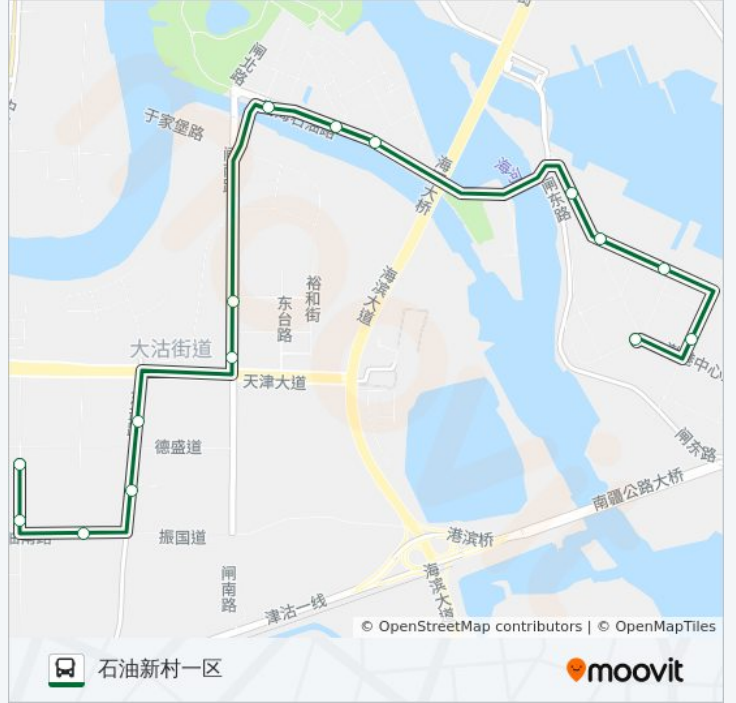 闸北路
于家堡路
海
大桥
海河
闸东路
海滨大道
裕和街
东台路
大沽街道
天津大道
德盛道
闸东路
南疆公路大桥
振国道
港滨桥
闸南路
海滨大道
津沽一线
© OpenStreetMap contributors | © OpenMapTiles
石油新村一区
moovit